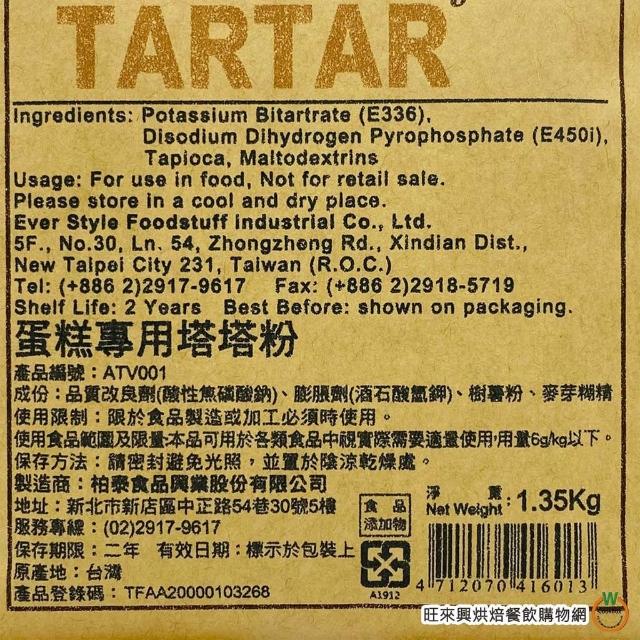 TARTAR
Ingredients: Potassium Bitartrate (E336),
Disodium Dihydrogen Pyrophosphate (E450i),
Tapioca, Maltodextrins
Usage: For use in food, Not for retail sale.
Please store in a cool and dry place.
Ever Style Foodstuff Industrial Co., Ltd.
5F., No.30, Ln. 54, Zhongzheng Rd., Xindian Dist.,
New Taipei City 231, Taiwan (R.O.C.)
Tel: (+886 2)2917-9617 Fax: (+886 2)2918-5719
Shelf Life: 2 Years Best Before: shown on packaging.
蛋糕專用塔塔粉
產品編號：ATV001
成份：品質改良劑(酸性焦磷酸鈉)、膨脹劑(酒石酸氫鉀)、樹薯粉、麥芽糊精
使用限制：限於食品製造或加工必須時使用。
使用食品範圍及限量:本品可用於各類食品中視實際需要適量使用,用量6g/kg以下。
保存方法：請密封避免光照，並置於陰涼乾燥處。
製造商：柏泰食品興業股份有限公司
地址：新北市新店區中正路54巷30號5樓
服務專線：(02)2917-9617
保存期限：二年 有效日期：標示於包裝上
原產地：台灣
產品登錄碼：TFAA20000103268
食品
添加物
A1912
淨 重：1.35Kg
Net Weight
4 712070 416013
旺來興烘焙餐飲購物網
W